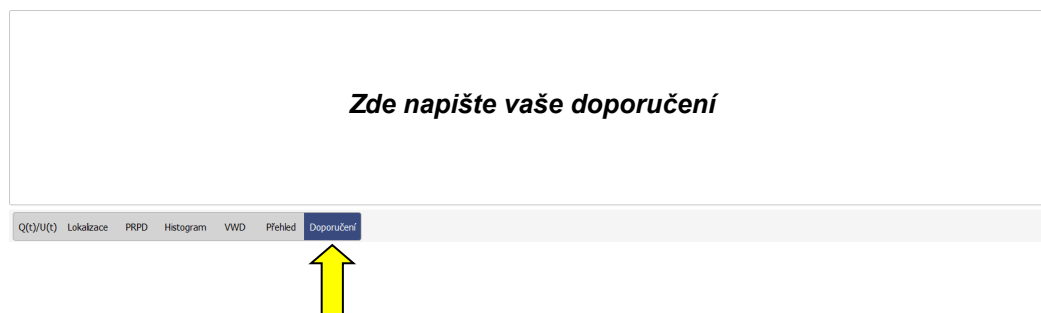 Zde napište vaše doporučení
Q(t)/U(t) Lokalizace PRPD Histogram VWD Přehled Doporučení